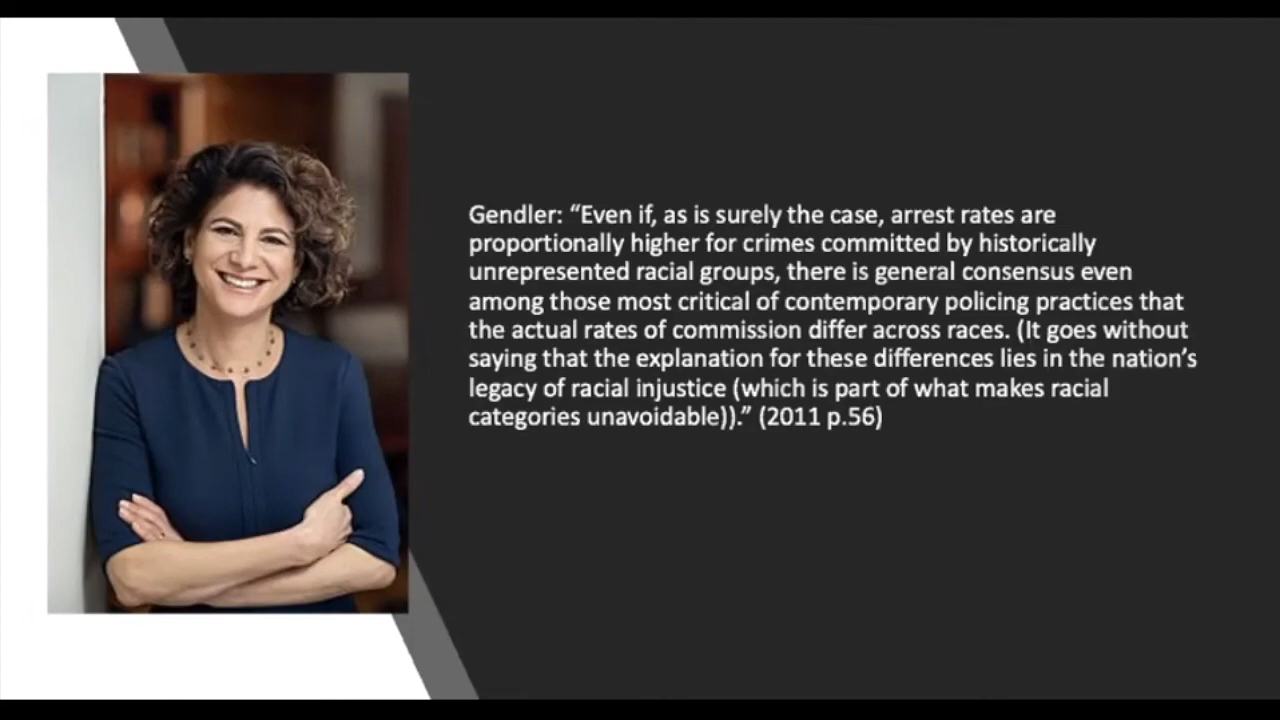 Gendler: “Even if, as is surely the case, arrest rates are
proportionally higher for crimes committed by historically
unrepresented racial groups, there is general consensus even
among those most critical of contemporary policing practices that
the actual rates of commission differ across races. (It goes without
saying that the explanation for these differences lies in the nation’s
legacy of racial injustice (which is part of what makes racial
categories unavoidable)).” (2011 p.56)